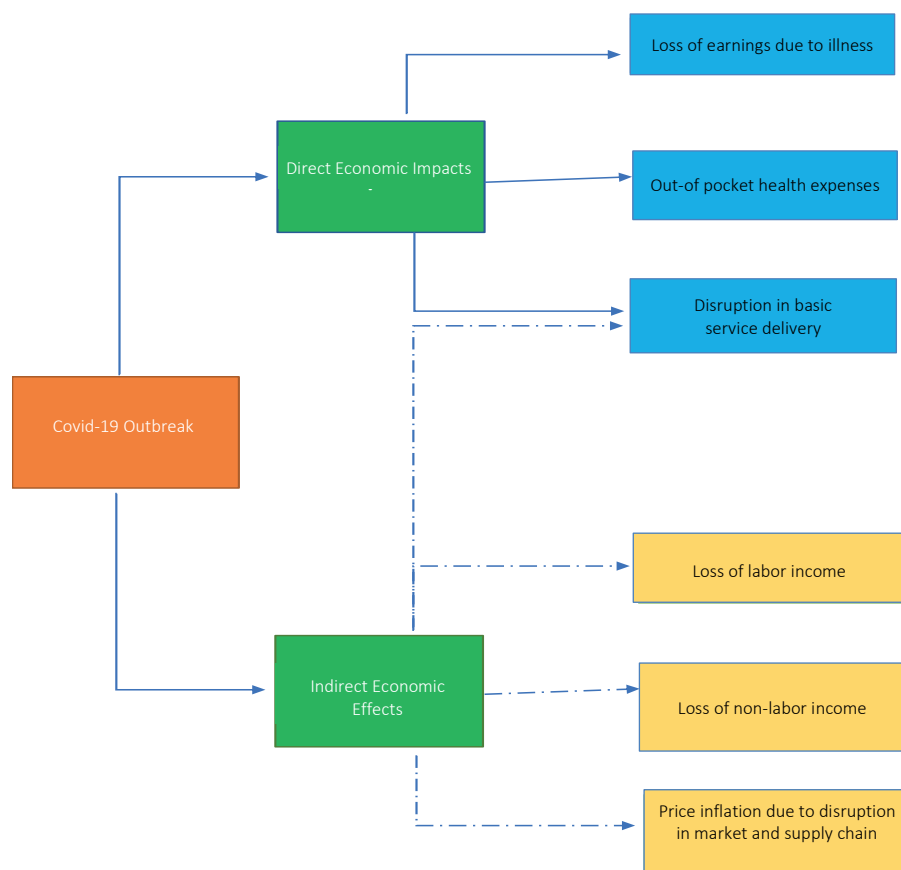 Loss of earnings due to illness
Direct Economic Impacts
-
Out-of pocket health expenses
Disruption in basic
service delivery
Covid-19 Outbreak
Loss of labor income
Indirect Economic
Effects
Loss of non-labor income
Price inflation due to disruption
in market and supply chain